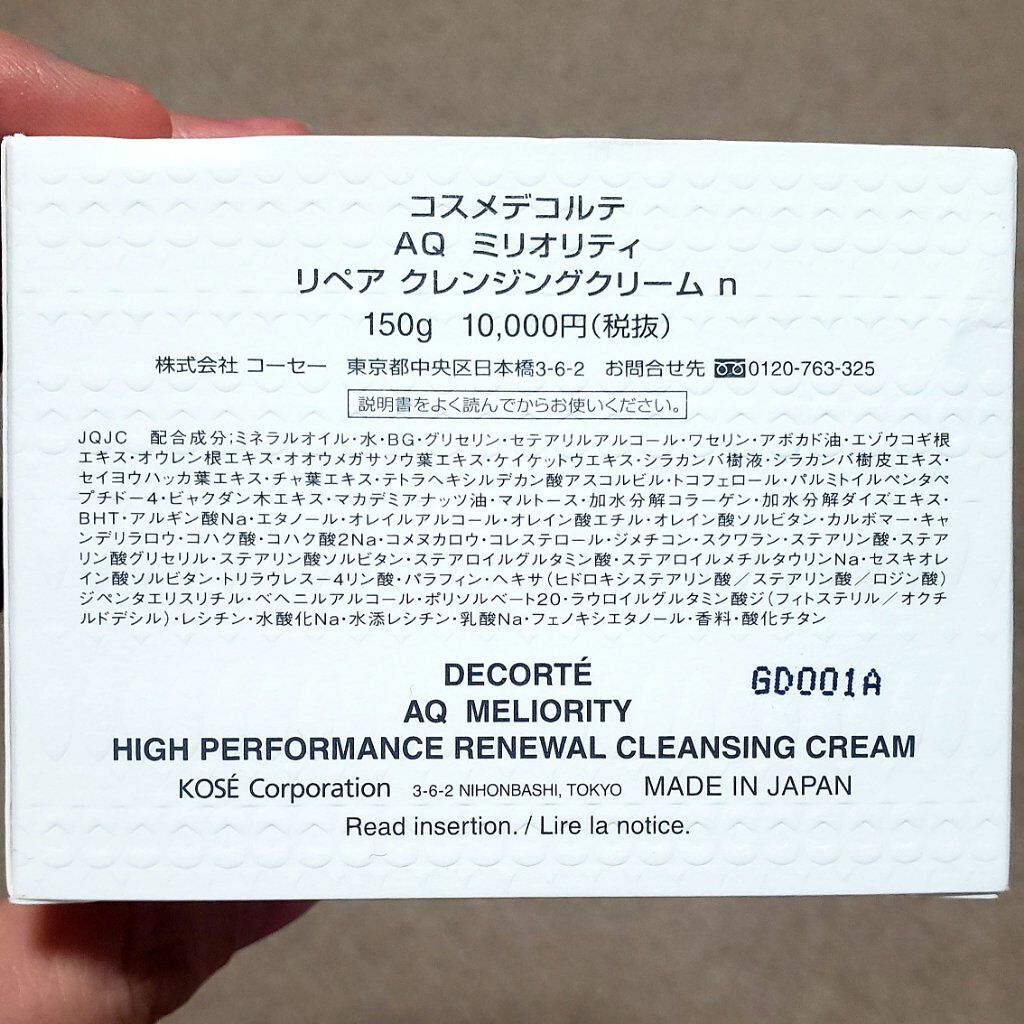 コスメデコルテ
AQ ミリオリティ
リペア クレンジングクリーム n
150g 10,000円(税抜)
株式会社 コーセー 東京都中央区日本橋3-6-2 お問合せ先 0120-763-325
説明書をよく読んでからお使いください。
JQJC 配合成分;ミネラルオイル・水・BG・グリセリン・セテアリルアルコール・ワセリン・アボカド油・エゾウコギ根
エキス・オウレン根エキス・オオウメガサソウ葉エキス・ケイケットウエキス・シラカンバ樹液・シラカンバ樹皮エキス・
セイヨウハッカ葉エキス・チャ葉エキス・テトラヘキシルデカン酸アスコルビル・トコフェロール・パルミトイルペンタペ
プチド-4・ビャクダン木エキス・マカデミアナッツ油・マルトース・加水分解コラーゲン・加水分解ダイズエキス・
BHT・アルギン酸Na・エタノール・オレイルアルコール・オレイン酸エチル・オレイン酸ソルビタン・カルボマー・キャ
ンデリラロウ・コハク酸・コハク酸2Na・コメヌカロウ・コレステロール・ジメチコン・スクワラン・ステアリン酸・ステア
リン酸グリセリル・ステアリン酸ソルビタン・ステアロイルグルタミン酸・ステアロイルメチルタウリンNa・セスキオレ
イン酸ソルビタン・トリラウレス-4リン酸・パラフィン・ヘキサ(ヒドロキシステアリン酸/ステアリン酸/ロジン酸)
ジペンタエリスリチル・ベヘニルアルコール・ポリソルベート20・ラウロイルグルタミン酸ジ(フィトステリル/オクチ
ルドデシル)・レシチン・水酸化Na・水添レシチン・乳酸Na・フェノキシエタノール・香料・酸化チタン
DECORTÉ
GD001A
AQ MELIORITY
HIGH PERFORMANCE RENEWAL CLEANSING CREAM
KOSÉ Corporation 3-6-2 NIHONBASHI, TOKYO MADE IN JAPAN
Read insertion. / Lire la notice.